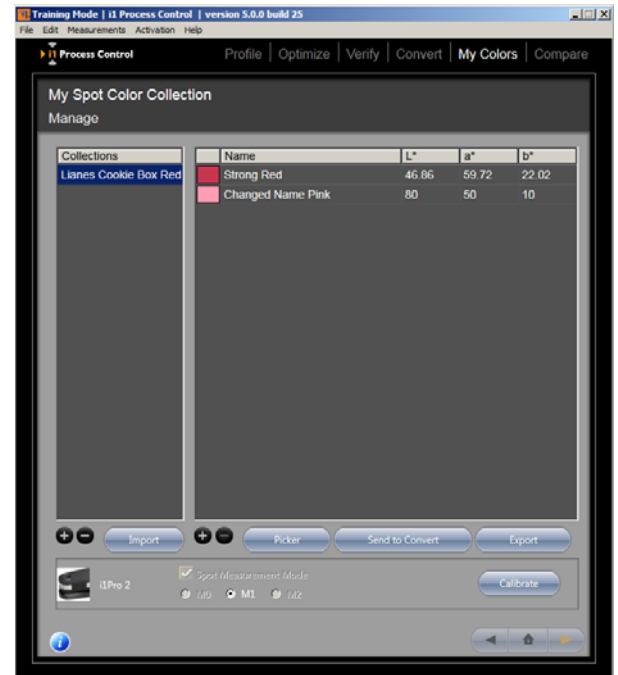 Training Mode | i1 Process Control | version 5.0.0 build 25
File Edit Measurements Activation Help
i1 Process Control Profile | Optimize | Verify | Convert | My Colors | Compare
My Spot Color Collection
Manage
Collections Name L* a* b*
Lianes Cookie Box Red Strong Red 46.86 59.72 22.02
Changed Name Pink 80 50 10
Import Picker Send to Convert Export
i1Pro 2 Spot Measurement Mode Calibrate
M0 M1 M2